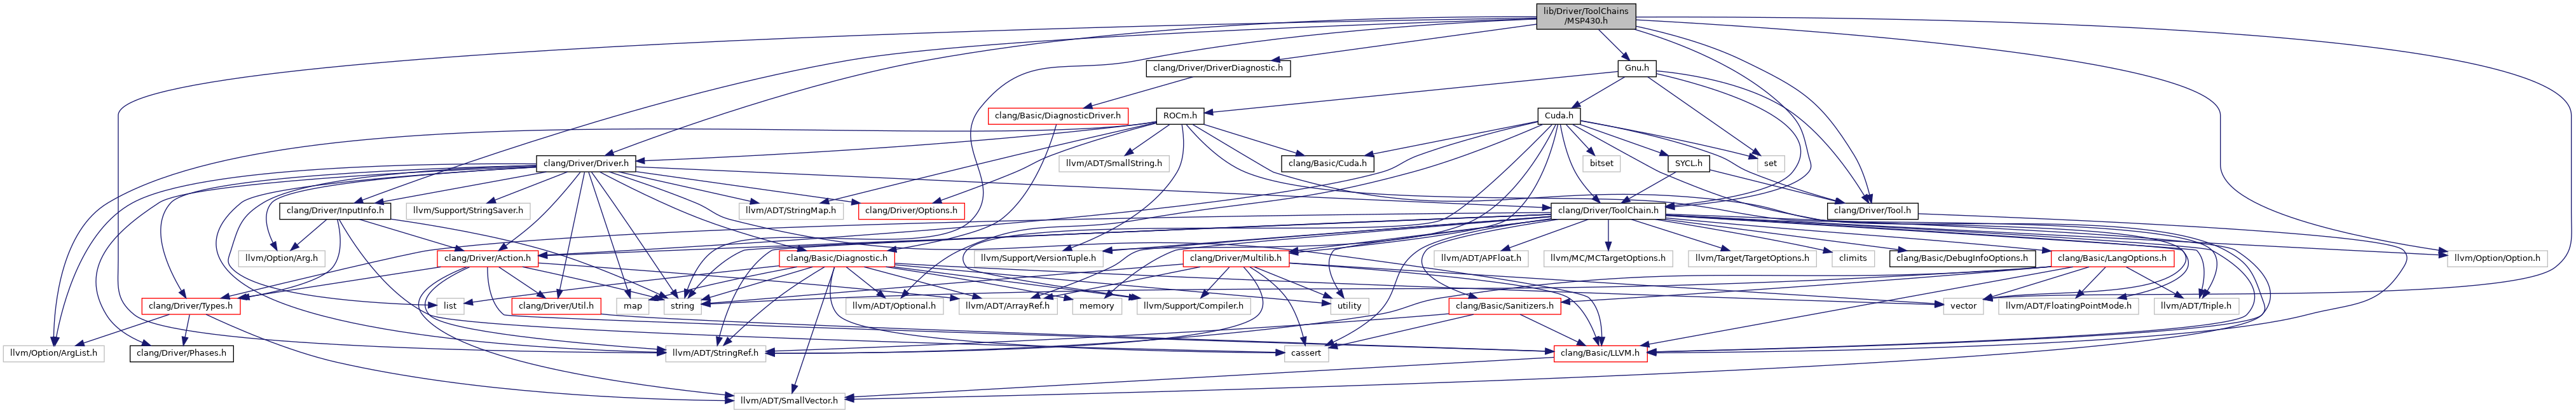 lib/Driver/ToolChains
/MSP430.h
clang/Driver/DriverDiagnostic.h
Gnu.h
clang/Basic/DiagnosticDriver.h
ROCm.h
Cuda.h
clang/Driver/Driver.h
llvm/ADT/SmallString.h
clang/Basic/Cuda.h
bitset
SYCL.h
set
clang/Driver/InputInfo.h
llvm/Support/StringSaver.h
llvm/ADT/StringMap.h
clang/Driver/Options.h
clang/Driver/ToolChain.h
clang/Driver/Tool.h
llvm/Option/Arg.h
clang/Driver/Action.h
clang/Basic/Diagnostic.h
llvm/Support/VersionTuple.h
clang/Driver/Multilib.h
llvm/ADT/APFloat.h
llvm/MC/MCTargetOptions.h
llvm/Target/TargetOptions.h
climits
clang/Basic/DebugInfoOptions.h
clang/Basic/LangOptions.h
llvm/Option/Option.h
clang/Driver/Types.h
list
clang/Driver/Util.h
map
string
llvm/ADT/Optional.h
llvm/ADT/ArrayRef.h
memory
llvm/Support/Compiler.h
utility
clang/Basic/Sanitizers.h
vector
llvm/ADT/FloatingPointMode.h
llvm/ADT/Triple.h
llvm/Option/ArgList.h
clang/Driver/Phases.h
llvm/ADT/StringRef.h
cassert
clang/Basic/LLVM.h
llvm/ADT/SmallVector.h